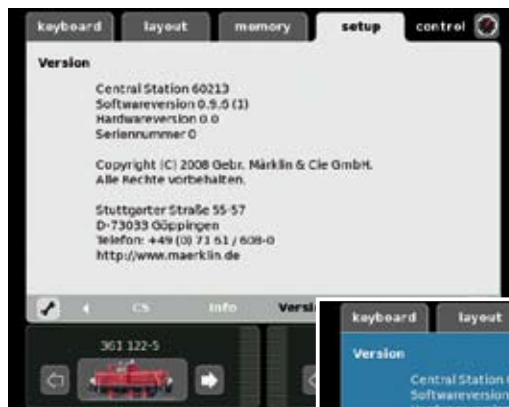 keyboard layout memory setup control
Version
Central Station 60213
Softwareversion 0.9.6 (1)
Hardwareversion 0.0
Seriennummer 0
Copyright (C) 2008 Gebr. Märklin & Cie GmbH.
Alle Rechte vorbehalten.
Stuttgarter Straße 55-57
D-73033 Göppingen
Telefon: +49 (0) 71 61 / 608-0
http://www.maerklin.de
CS Info
361 122-5
keyboard layout
Version
Central Station
Softwareversion